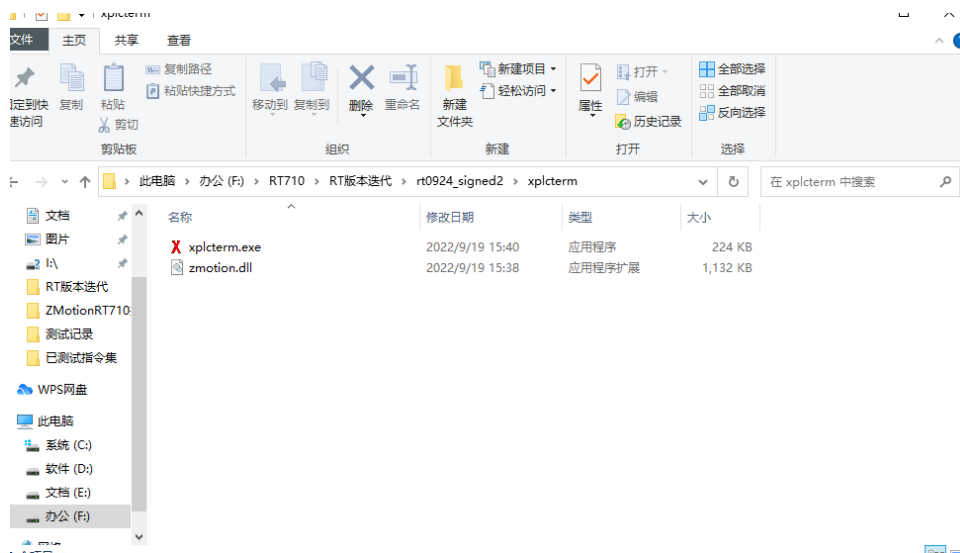 xplcterm
文件 主页 共享 查看
复制 粘贴 复制路径 粘贴快捷方式 剪切
移动到 复制到 删除 重命名
新建 文件夹 新建项目 轻松访问
属性 打开 编辑 历史记录
全部选择 全部取消 反向选择
剪贴板 组织 新建 打开 选择
此电脑 › 办公 (F:) › RT710 › RT版本迭代 › rt0924_signed2 › xplcterm
在 xplcterm 中搜索
名称 修改日期 类型 大小
xplcterm.exe 2022/9/19 15:40 应用程序 224 KB
zmotion.dll 2022/9/19 15:38 应用程序扩展 1,132 KB
文档
图片
I:\
RT版本迭代
ZMotionRT710
测试记录
已测试指令集
WPS网盘
此电脑
系统 (C:)
软件 (D:)
文档 (E:)
办公 (F:)